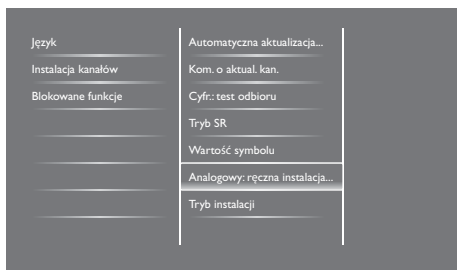 Język
Instalacja kanałów
Blokowane funkcje
Automatyczna aktualizacja...
Kom. o aktual. kan.
Cyfr.: test odbioru
Tryb SR
Wartość symbolu
Analogowy: ręczna instalacja...
Tryb instalacji